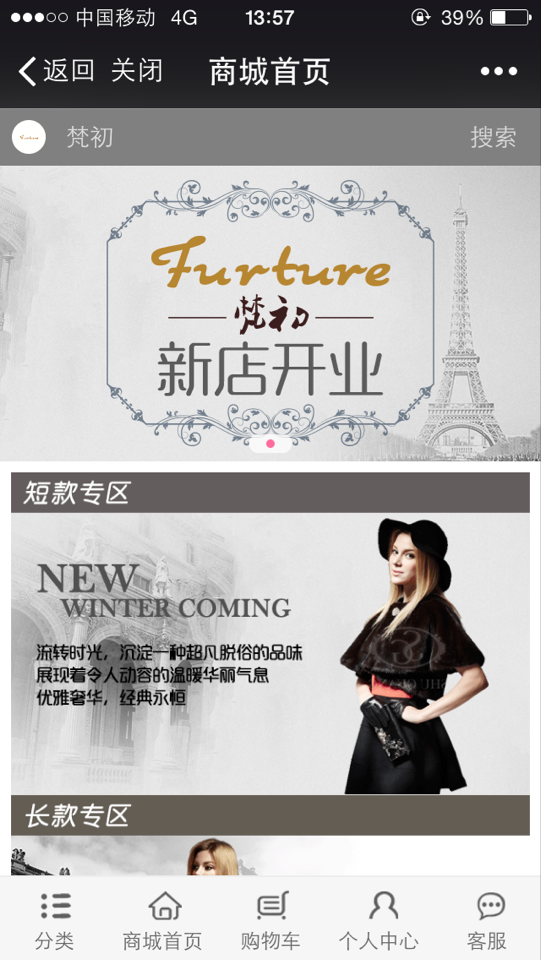 中国移动 4G 13:57 39%
返回 关闭 商城首页
梵初 搜索
Furture
梵初
新店开业
短款专区
NEW
WINTER COMING
流转时光，沉淀一种超凡脱俗的品味
展现着令人动容的温暖华丽气息
优雅奢华，经典永恒
长款专区
分类 商城首页 购物车 个人中心 客服